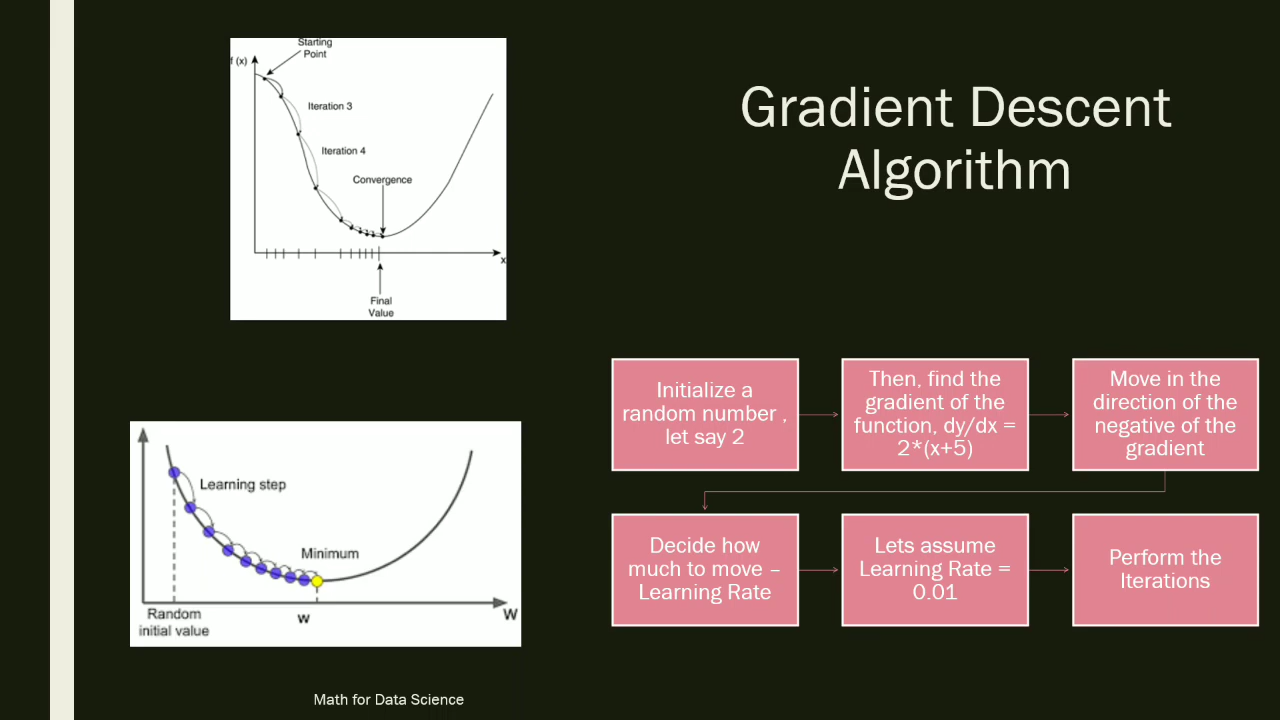 Starting
Point
f (x)
Iteration 3
Iteration 4
Convergence
x
Final
Value
Gradient Descent
Algorithm
Initialize a
random number ,
let say 2
Then, find the
gradient of the
function, dy/dx =
2*(x+5)
Move in the
direction of the
negative of the
gradient
Decide how
much to move –
Learning Rate
Lets assume
Learning Rate =
0.01
Perform the
Iterations
Learning step
Minimum
Random
initial value
w
W
Math for Data Science